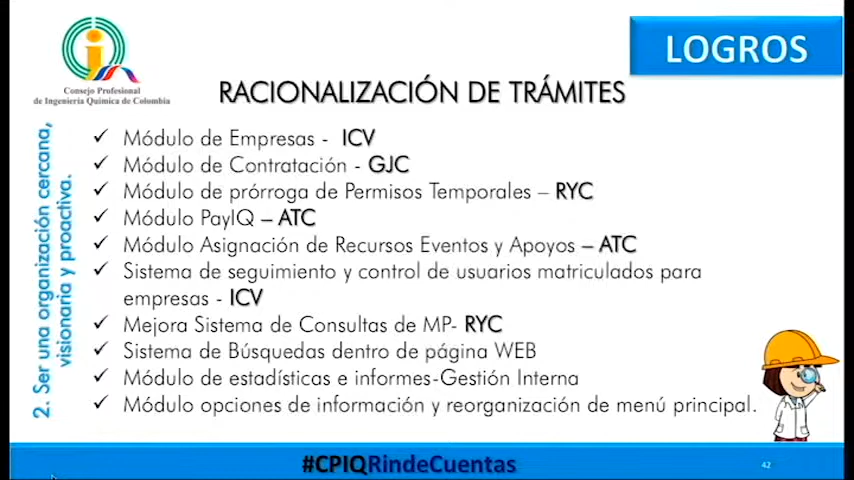 LOGROS
Consejo Profesional
de Ingeniería Química de Colombia
RACIONALIZACIÓN DE TRÁMITES
2. Ser una organización cercana,
visionaria y proactiva.
✓ Módulo de Empresas - ICV
✓ Módulo de Contratación - GJC
✓ Módulo de prórroga de Permisos Temporales – RYC
✓ Módulo PayIQ – ATC
✓ Módulo Asignación de Recursos Eventos y Apoyos – ATC
✓ Sistema de seguimiento y control de usuarios matriculados para
empresas - ICV
✓ Mejora Sistema de Consultas de MP- RYC
✓ Sistema de Búsquedas dentro de página WEB
✓ Módulo de estadísticas e informes-Gestión Interna
✓ Módulo opciones de información y reorganización de menú principal.
#CPIQRindeCuentas
42